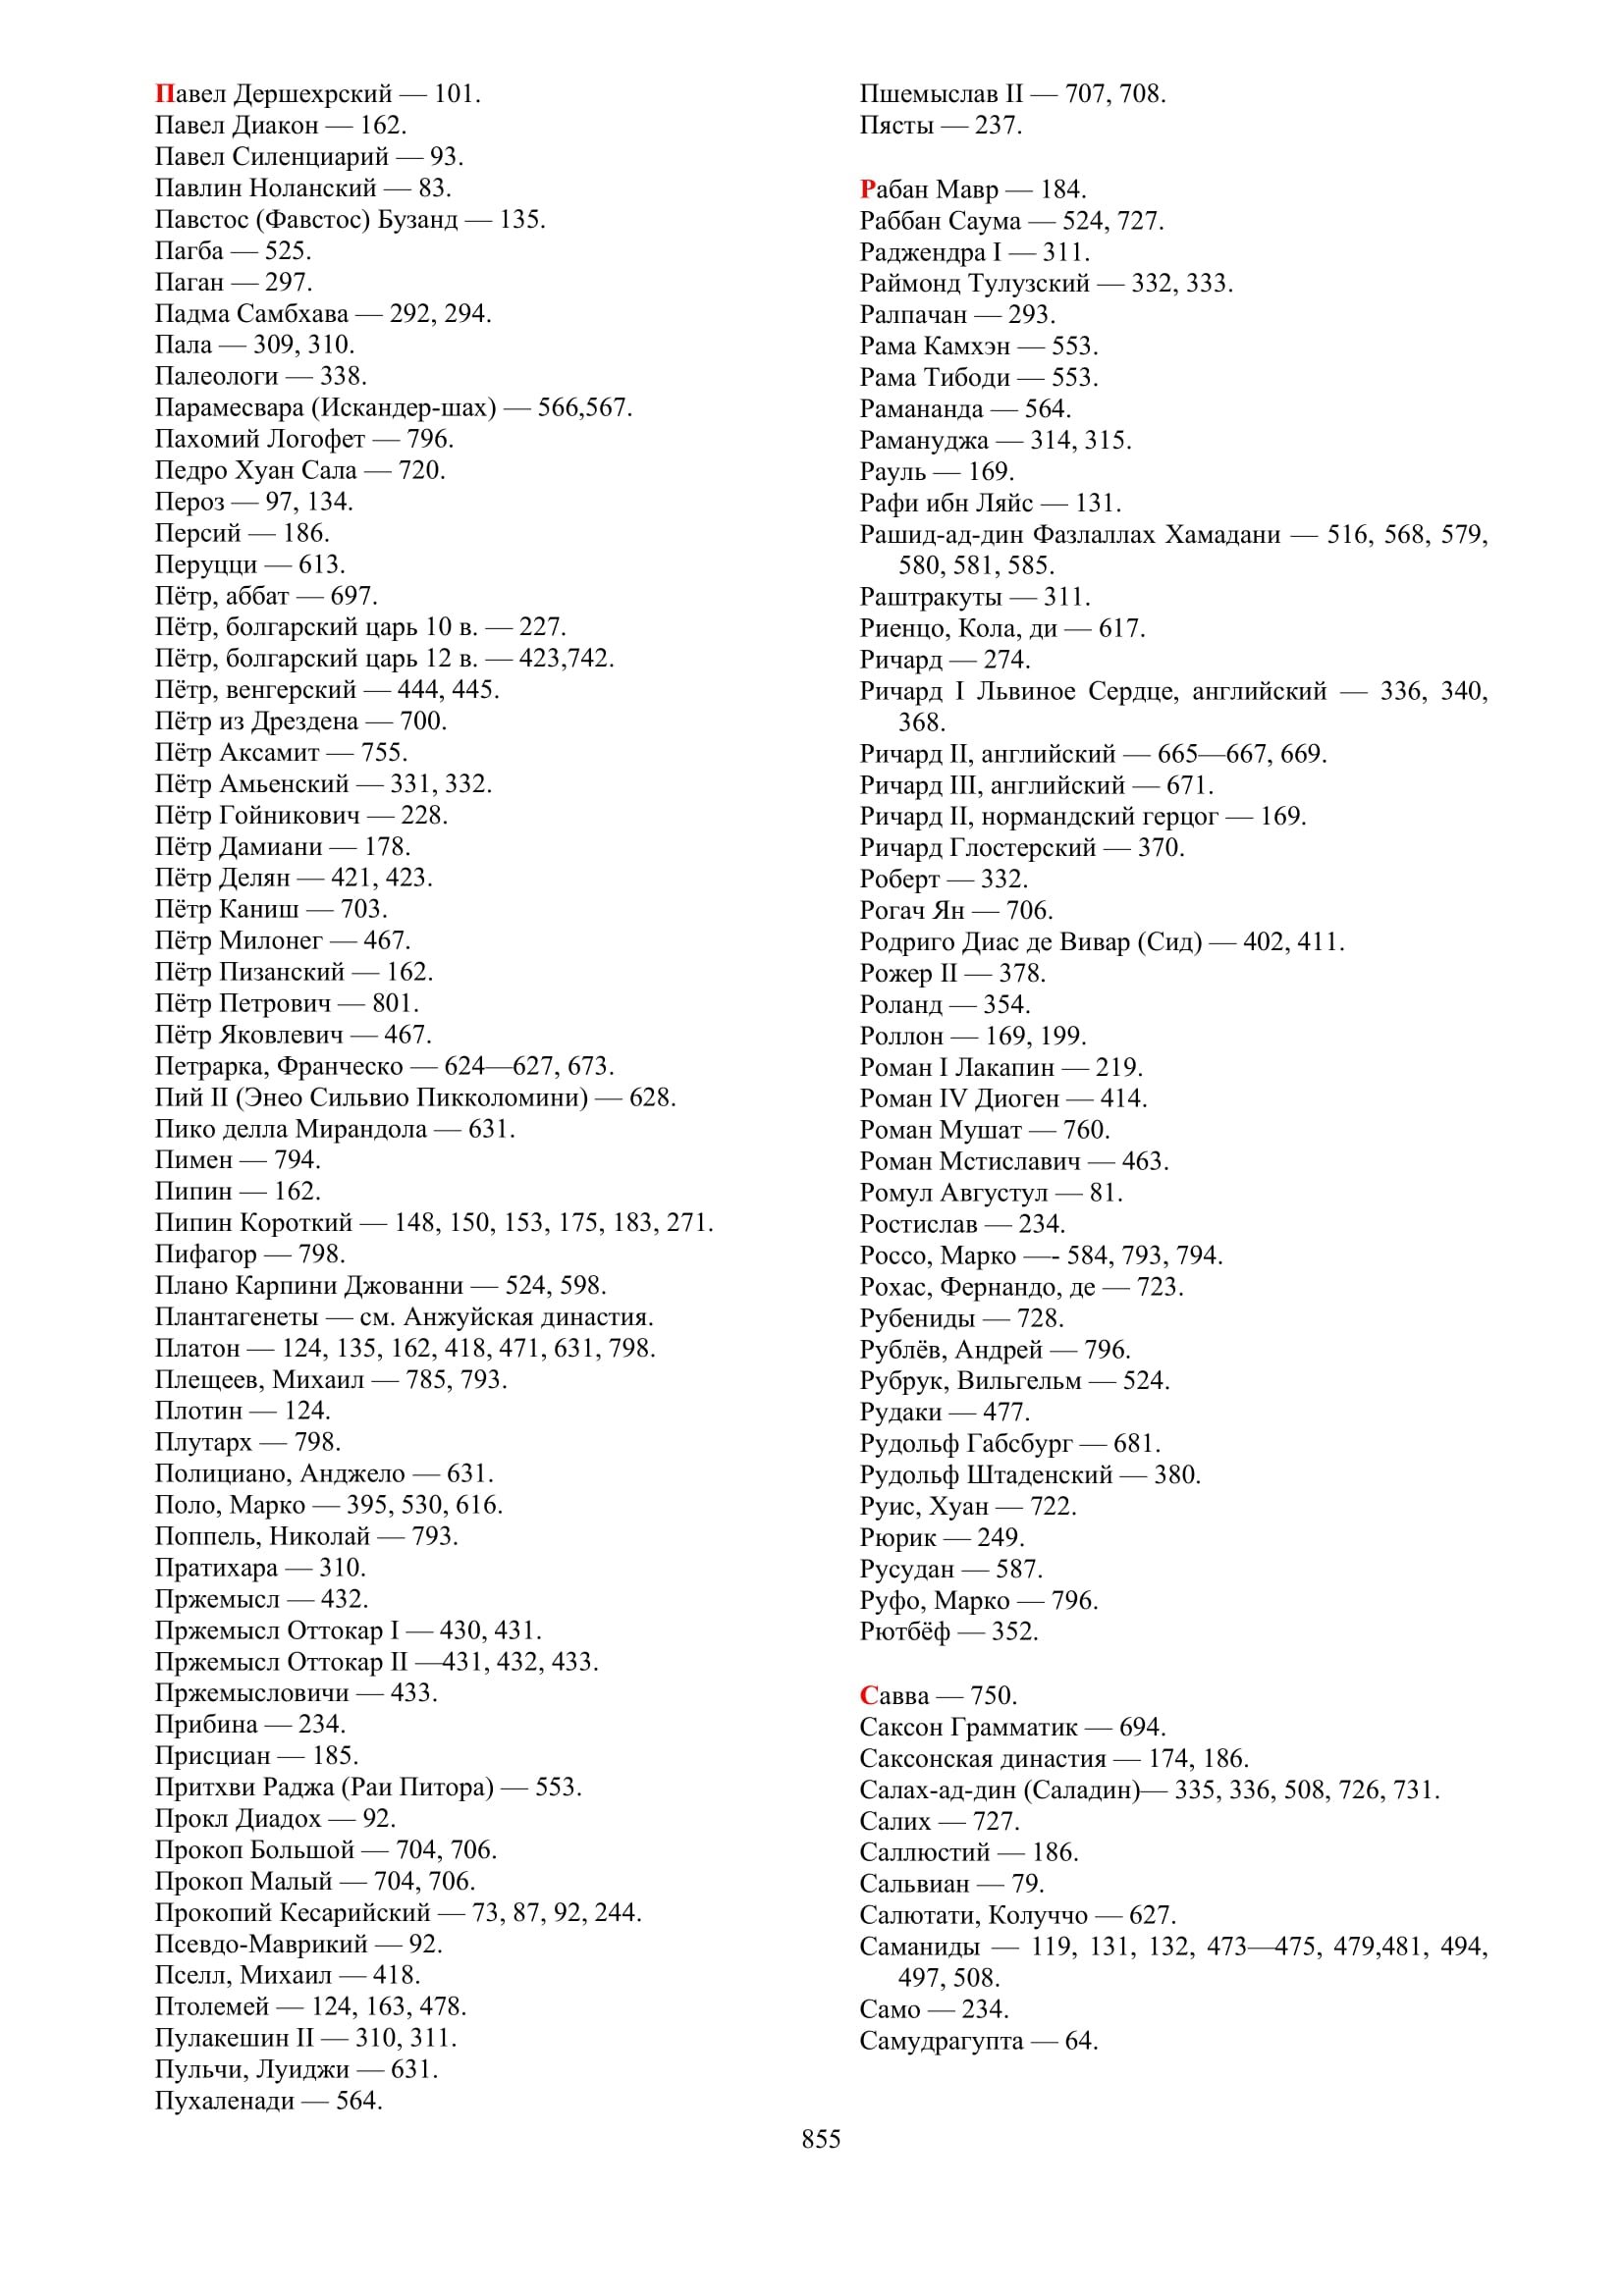 Павел Дершехрский — 101.
Павел Диакон — 162.
Павел Силенциарий — 93.
Павлин Ноланский — 83.
Павстос (Фавстос) Бузанд — 135.
Пагба — 525.
Паган — 297.
Падма Самбхава — 292, 294.
Пала — 309, 310.
Палеологи — 338.
Парамесвара (Искандер-шах) — 566,567.
Пахомий Логофет — 796.
Педро Хуан Сала — 720.
Пероз — 97, 134.
Персий — 186.
Перуцци — 613.
Пётр, аббат — 697.
Пётр, болгарский царь 10 в. — 227.
Пётр, болгарский царь 12 в. — 423,742.
Пётр, венгерский — 444, 445.
Пётр из Дрездена — 700.
Пётр Аксамит — 755.
Пётр Амьенский — 331, 332.
Пётр Гойникович — 228.
Пётр Дамиани — 178.
Пётр Делян — 421, 423.
Пётр Каниш — 703.
Пётр Милонег — 467.
Пётр Пизанский — 162.
Пётр Петрович — 801.
Пётр Яковлевич — 467.
Петрарка, Франческо — 624—627, 673.
Пий II (Энео Сильвио Пикколомини) — 628.
Пико делла Мирандола — 631.
Пимен — 794.
Пипин — 162.
Пипин Короткий — 148, 150, 153, 175, 183, 271.
Пифагор — 798.
Плано Карпини Джованни — 524, 598.
Плантагенеты — см. Анжуйская династия.
Платон — 124, 135, 162, 418, 471, 631, 798.
Плещеев, Михаил — 785, 793.
Плотин — 124.
Плутарх — 798.
Полициано, Анджело — 631.
Поло, Марко — 395, 530, 616.
Поппель, Николай — 793.
Пратихара — 310.
Пржемысл — 432.
Пржемысл Оттокар I — 430, 431.
Пржемысл Оттокар II —431, 432, 433.
Пржемысловичи — 433.
Прибина — 234.
Присциан — 185.
Притхви Раджа (Раи Питора) — 553.
Прокл Диадох — 92.
Прокоп Большой — 704, 706.
Прокоп Малый — 704, 706.
Прокопий Кесарийский — 73, 87, 92, 244.
Псевдо-Маврикий — 92.
Пселл, Михаил — 418.
Птолемей — 124, 163, 478.
Пулакешин II — 310, 311.
Пульчи, Луиджи — 631.
Пухаленади — 564.
Пшемыслав II — 707, 708.
Пясты — 237.
Рабан Мавр — 184.
Раббан Саума — 524, 727.
Раджендра I — 311.
Раймонд Тулузский — 332, 333.
Ралпачан — 293.
Рама Камхэн — 553.
Рама Тибоди — 553.
Рамананда — 564.
Рамануджа — 314, 315.
Рауль — 169.
Рафи ибн Ляйс — 131.
Рашид-ад-дин Фазлаллах Хамадани — 516, 568, 579,
580, 581, 585.
Раштракуты — 311.
Риенцо, Кола, ди — 617.
Ричард — 274.
Ричард I Львиное Сердце, английский — 336, 340,
368.
Ричард II, английский — 665—667, 669.
Ричард III, английский — 671.
Ричард II, нормандский герцог — 169.
Ричард Глостерский — 370.
Роберт — 332.
Рогач Ян — 706.
Родриго Диас де Вивар (Сид) — 402, 411.
Рожер II — 378.
Роланд — 354.
Роллон — 169, 199.
Роман I Лакапин — 219.
Роман IV Диоген — 414.
Роман Мушат — 760.
Роман Мстиславич — 463.
Ромул Августул — 81.
Ростислав — 234.
Россо, Марко —- 584, 793, 794.
Рохас, Фернандо, де — 723.
Рубениды — 728.
Рублёв, Андрей — 796.
Рубрук, Вильгельм — 524.
Рудаки — 477.
Рудольф Габсбург — 681.
Рудольф Штаденский — 380.
Руис, Хуан — 722.
Рюрик — 249.
Русудан — 587.
Руфо, Марко — 796.
Рютбёф — 352.
Савва — 750.
Саксон Грамматик — 694.
Саксонская династия — 174, 186.
Салах-ад-дин (Саладин)— 335, 336, 508, 726, 731.
Салих — 727.
Саллюстий — 186.
Сальвиан — 79.
Салютати, Колуччо — 627.
Саманиды — 119, 131, 132, 473—475, 479,481, 494,
497, 508.
Само — 234.
Самудрагупта — 64.
855